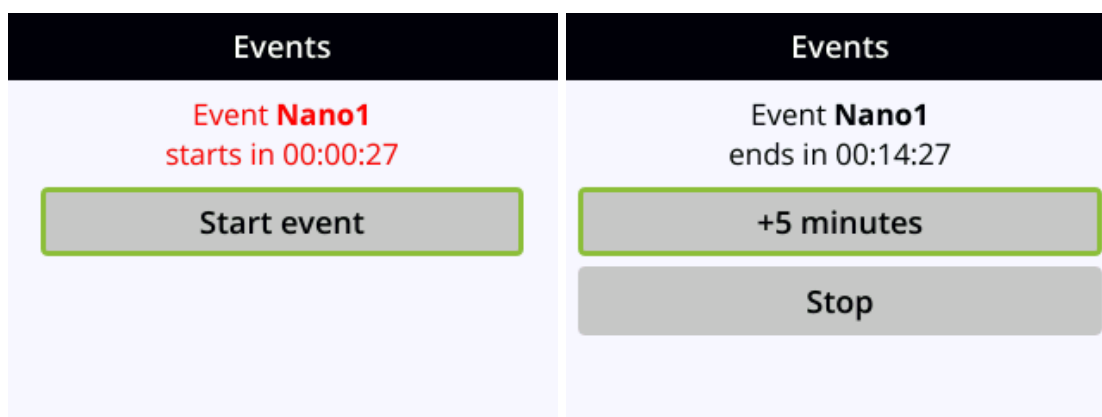 Events
Event Nano1
starts in 00:00:27
Start event
Events
Event Nano1
ends in 00:14:27
+5 minutes
Stop